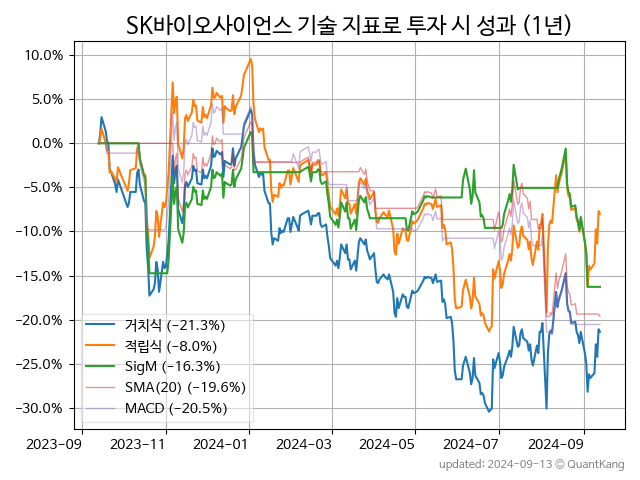 SK바이오사이언스 기술 지표로 투자 시 성과 (1년)
10.0%
5.0%
0.0%
−5.0%
−10.0%
−15.0%
−20.0%
−25.0%
−30.0%
거치식 (−21.3%)
적립식 (−8.0%)
SigM (−16.3%)
SMA(20) (−19.6%)
MACD (−20.5%)
2023-09 2023-11 2024-01 2024-03 2024-05 2024-07 2024-09
updated: 2024-09-13 © QuantKang